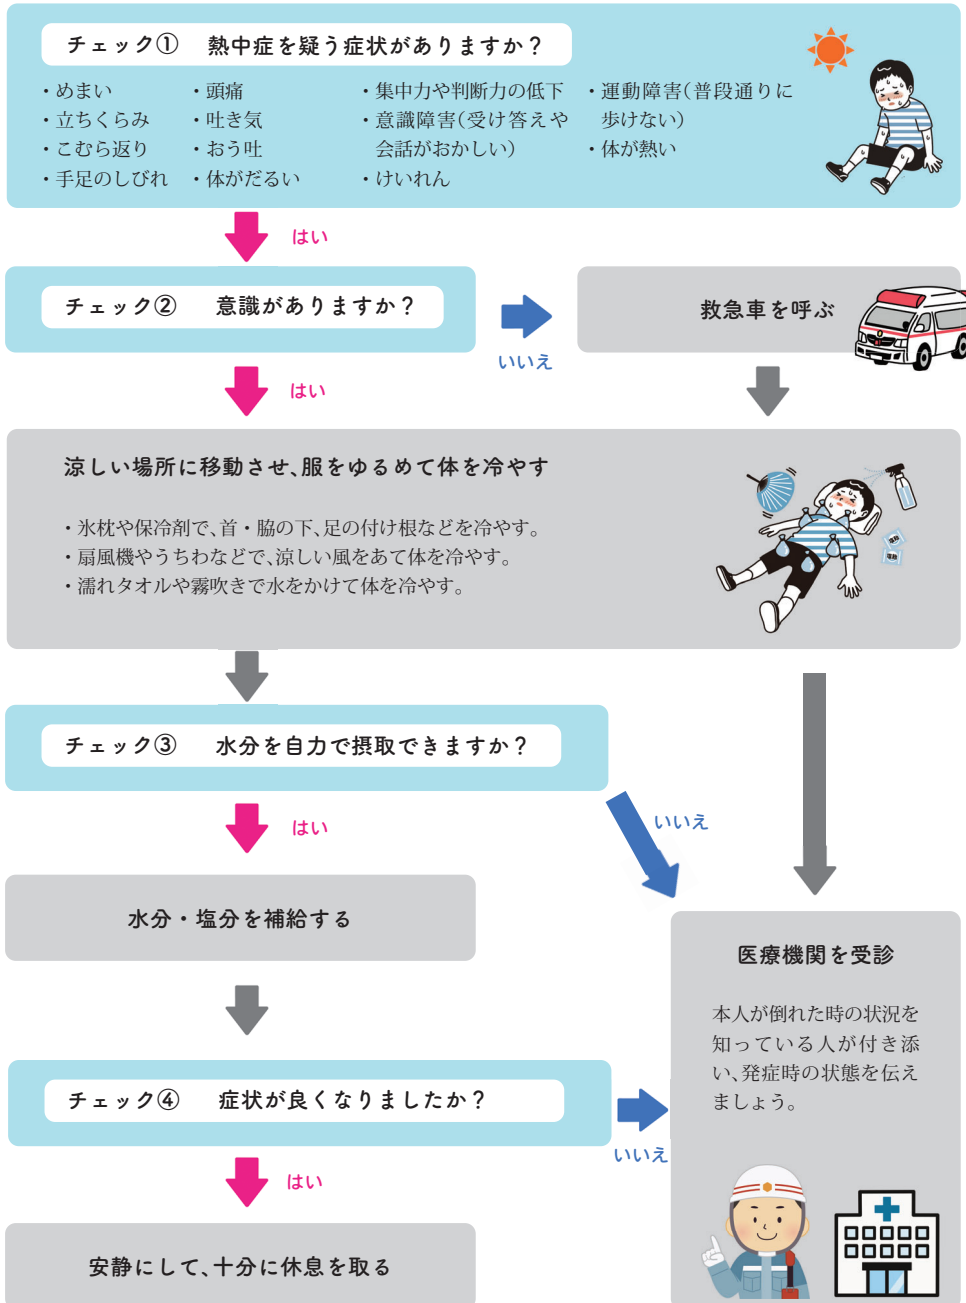 チェック① 熱中症を疑う症状がありますか？
・めまい
・立ちくらみ
・こむら返り
・手足のしびれ
・頭痛
・吐き気
・おう吐
・体がだるい
・集中力や判断力の低下
・意識障害（受け答えや
会話がおかしい）
・けいれん
・運動障害（普段通りに
歩けない）
・体が熱い
はい
チェック② 意識がありますか？
いいえ
救急車を呼ぶ
はい
涼しい場所に移動させ、服をゆるめて体を冷やす
・氷枕や保冷剤で、首・脇の下、足の付け根などを冷やす。
・扇風機やうちわなどで、涼しい風をあて体を冷やす。
・濡れタオルや霧吹きで水をかけて体を冷やす。
チェック③ 水分を自力で摂取できますか？
はい
いいえ
水分・塩分を補給する
チェック④ 症状が良くなりましたか？
いいえ
はい
安静にして、十分に休息を取る
医療機関を受診
本人が倒れた時の状況を
知っている人が付き添
い、発症時の状態を伝え
ましょう。